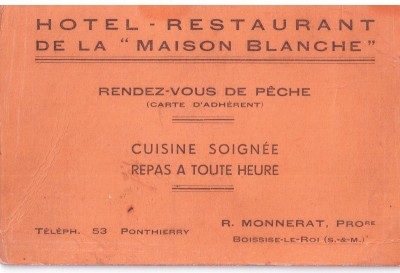 HOTEL - RESTAURANT
DE LA "MAISON BLANCHE"
RENDEZ-VOUS DE PÊCHE
(CARTE D'ADHÉRENT)
CUISINE SOIGNÉE
REPAS A TOUTE HEURE
R. MONNERAT, PRORE
TÉLÉPH. 53 PONTHIERRY
BOISSISE-LE-ROI (S.-&-M.)